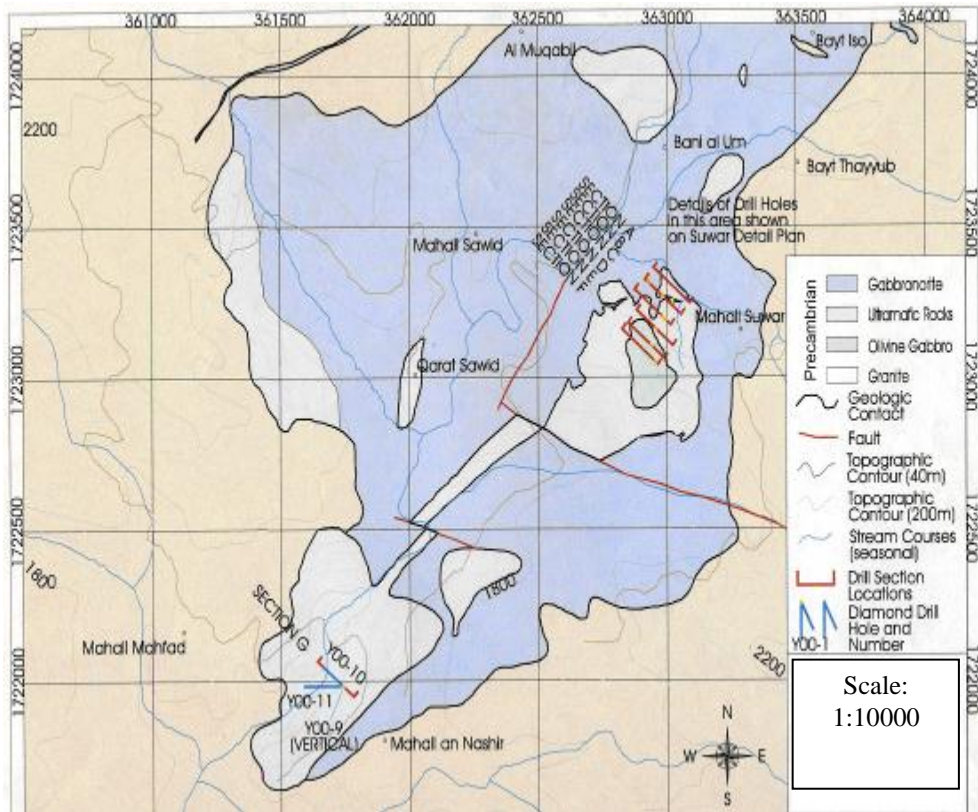 361000 361500 362000 362500 363000 363500 364000
Al Muqabil
Bayt Iso
1724000
1724000
2200
Bani al Um
Bayt Thayyub
Details of Drill Holes
in this area shown
on Suwar Detail Plan
1723500
1723500
Mahall Sawid
Mahall Suwar
Qarat Sawid
1723000
1723000
1722500
1722500
1800
1800
SECTION G
Y00-10
Y00-11
Y00-9
(VERTICAL)
Mahall Mahfad
Mahall an Nashir
2200
1722000
1722000
Precambrian
Gabbronorite
Ultramafic Rocks
Olivine Gabbro
Granite
Geologic
Contact
Fault
Topographic
Contour (40m)
Topographic
Contour (200m)
Stream Courses
(seasonal)
Drill Section
Locations
Diamond Drill
Hole and
Number
Y00-1
Scale:
1:10000
N
W E
S